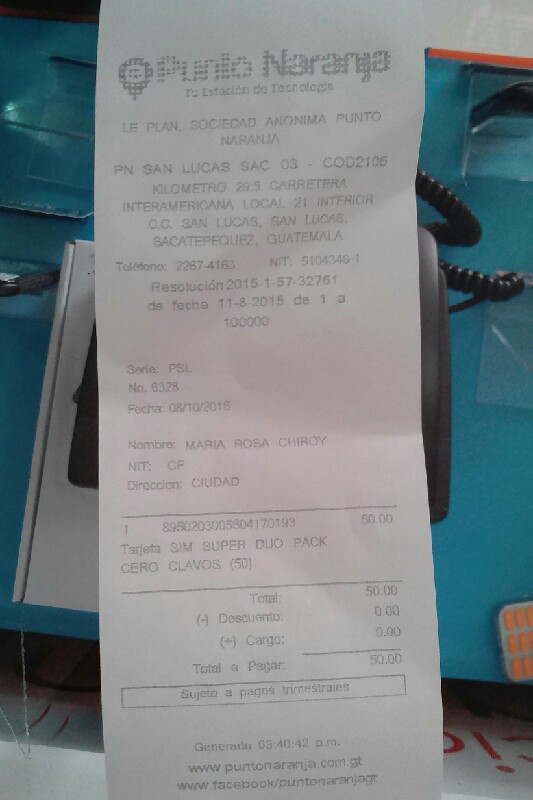 Punto Naranja
Tu Estación de Tecnología
LE PLAN, SOCIEDAD ANONIMA PUNTO
NARANJA
PN SAN LUCAS SAC 03 - COD2106
KILOMETRO 29.5 CARRETERA
INTERAMERICANA LOCAL 21 INTERIOR
C.C. SAN LUCAS, SAN LUCAS,
SACATEPEQUEZ, GUATEMALA
Teléfono: 2267-4163 NIT: 5104349-1
Resolución 2015-1-57-32761
de fecha 11-8-2015 de 1 a
100000
Serie: PSL
No. 6328
Fecha: 08/10/2016
Nombre: MARIA ROSA CHIROY
NIT: CF
Direccion: CIUDAD
1 8950203005804170193 50.00
Tarjeta SIM SUPER DUO PACK
CERO CLAVOS (50)
Total: 50.00
(-) Descuento: 0.00
(+) Cargo: 0.00
Total a Pagar: 50.00
Sujeto a pagos trimestrales
Generado 03:40:42 p.m.
www.puntonaranja.com.gt
www.facebook/puntonaranjagt